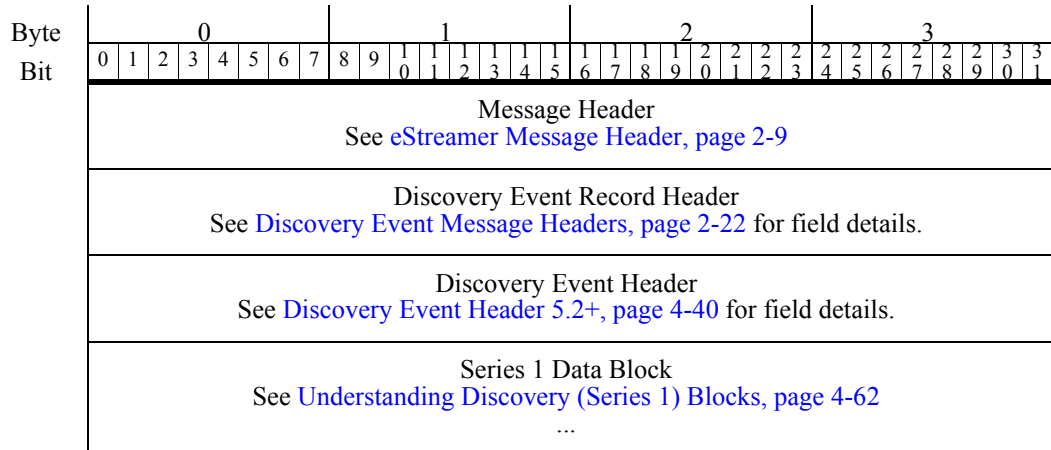 Byte 0 1 2 3
Bit 0 1 2 3 4 5 6 7 8 9 10 11 12 13 14 15 16 17 18 19 20 21 22 23 24 25 26 27 28 29 30 31
Message Header
See eStreamer Message Header, page 2-9
Discovery Event Record Header
See Discovery Event Message Headers, page 2-22 for field details.
Discovery Event Header
See Discovery Event Header 5.2+, page 4-40 for field details.
Series 1 Data Block
See Understanding Discovery (Series 1) Blocks, page 4-62
...